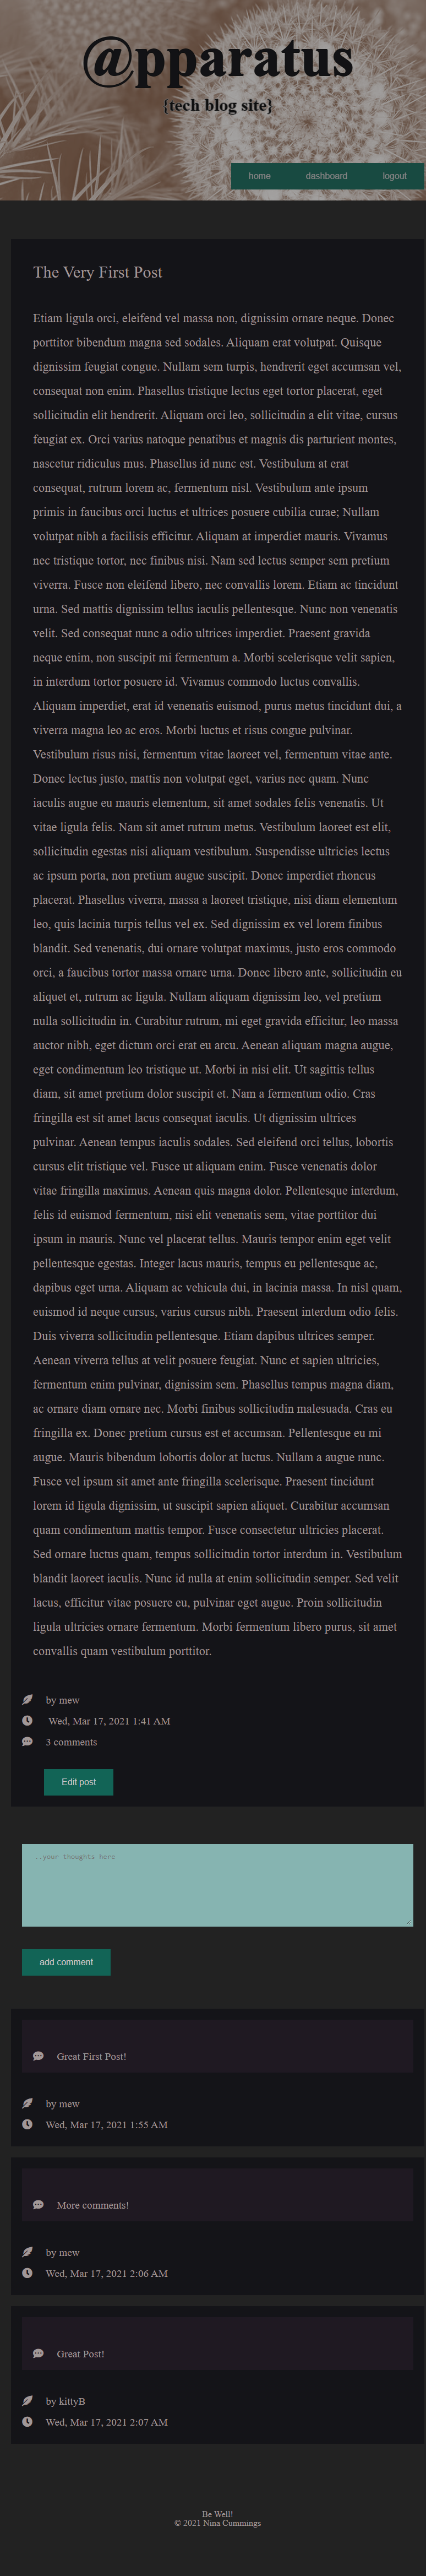 @pparatus
{tech blog site}
home dashboard logout
The Very First Post
Etiam ligula orci, eleifend vel massa non, dignissim ornare neque. Donec
porttitor bibendum magna sed sodales. Aliquam erat volutpat. Quisque
dignissim feugiat congue. Nullam sem turpis, hendrerit eget accumsan vel,
consequat non enim. Phasellus tristique lectus eget tortor placerat, eget
sollicitudin elit hendrerit. Aliquam orci leo, sollicitudin a elit vitae, cursus
feugiat ex. Orci varius natoque penatibus et magnis dis parturient montes,
nascetur ridiculus mus. Phasellus id nunc est. Vestibulum at erat
consequat, rutrum lorem ac, fermentum nisl. Vestibulum ante ipsum
primis in faucibus orci luctus et ultrices posuere cubilia curae; Nullam
volutpat nibh a facilisis efficitur. Aliquam at imperdiet mauris. Vivamus
nec tristique tortor, nec finibus nisi. Nam sed lectus semper sem pretium
viverra. Fusce non eleifend libero, nec convallis lorem. Etiam ac tincidunt
urna. Sed mattis dignissim tellus iaculis pellentesque. Nunc non venenatis
velit. Sed consequat nunc a odio ultrices imperdiet. Praesent gravida
neque enim, non suscipit mi fermentum a. Morbi scelerisque velit sapien,
in interdum tortor posuere id. Vivamus commodo luctus convallis.
Aliquam imperdiet, erat id venenatis euismod, purus metus tincidunt dui, a
viverra magna leo ac eros. Morbi luctus et risus congue pulvinar.
Vestibulum risus nisi, fermentum vitae laoreet vel, fermentum vitae ante.
Donec lectus justo, mattis non volutpat eget, varius nec quam. Nunc
iaculis augue eu mauris elementum, sit amet sodales felis venenatis. Ut
vitae ligula felis. Nam sit amet rutrum metus. Vestibulum laoreet est elit,
sollicitudin egestas nisi aliquam vestibulum. Suspendisse ultricies lectus
ac ipsum porta, non pretium augue suscipit. Donec imperdiet rhoncus
placerat. Phasellus viverra, massa a laoreet tristique, nisi diam elementum
leo, quis lacinia turpis tellus vel ex. Sed dignissim ex vel lorem finibus
blandit. Sed venenatis, dui ornare volutpat maximus, justo eros commodo
orci, a faucibus tortor massa ornare urna. Donec libero ante, sollicitudin eu
aliquet et, rutrum ac ligula. Nullam aliquam dignissim leo, vel pretium
nulla sollicitudin in. Curabitur rutrum, mi eget gravida efficitur, leo massa
auctor nibh, eget dictum orci erat eu arcu. Aenean aliquam magna augue,
eget condimentum leo tristique ut. Morbi in nisi elit. Ut sagittis tellus
diam, sit amet pretium dolor suscipit et. Nam a fermentum odio. Cras
fringilla est sit amet lacus consequat iaculis. Ut dignissim ultrices
pulvinar. Aenean tempus iaculis sodales. Sed eleifend orci tellus, lobortis
cursus elit tristique vel. Fusce ut aliquam enim. Fusce venenatis dolor
vitae fringilla maximus. Aenean quis magna dolor. Pellentesque interdum,
felis id euismod fermentum, nisi elit venenatis sem, vitae porttitor dui
ipsum in mauris. Nunc vel placerat tellus. Mauris tempor enim eget velit
pellentesque egestas. Integer lacus mauris, tempus eu pellentesque ac,
dapibus eget urna. Aliquam ac vehicula dui, in lacinia massa. In nisl quam,
euismod id neque cursus, varius cursus nibh. Praesent interdum odio felis.
Duis viverra sollicitudin pellentesque. Etiam dapibus ultrices semper.
Aenean viverra tellus at velit posuere feugiat. Nunc et sapien ultricies,
fermentum enim pulvinar, dignissim sem. Phasellus tempus magna diam,
ac ornare diam ornare nec. Morbi finibus sollicitudin malesuada. Cras eu
fringilla ex. Donec pretium cursus est et accumsan. Pellentesque eu mi
augue. Mauris bibendum lobortis dolor at luctus. Nullam a augue nunc.
Fusce vel ipsum sit amet ante fringilla scelerisque. Praesent tincidunt
lorem id ligula dignissim, ut suscipit sapien aliquet. Curabitur accumsan
quam condimentum mattis tempor. Fusce consectetur ultricies placerat.
Sed ornare luctus quam, tempus sollicitudin tortor interdum in. Vestibulum
blandit laoreet iaculis. Nunc id nulla at enim sollicitudin semper. Sed velit
lacus, efficitur vitae posuere eu, pulvinar eget augue. Proin sollicitudin
ligula ultricies ornare fermentum. Morbi fermentum libero purus, sit amet
convallis quam vestibulum porttitor.
by mew
Wed, Mar 17, 2021 1:41 AM
3 comments
Edit post
..your thoughts here
add comment
Great First Post!
by mew
Wed, Mar 17, 2021 1:55 AM
More comments!
by mew
Wed, Mar 17, 2021 2:06 AM
Great Post!
by kittyB
Wed, Mar 17, 2021 2:07 AM
Be Well!
© 2021 Nina Cummings